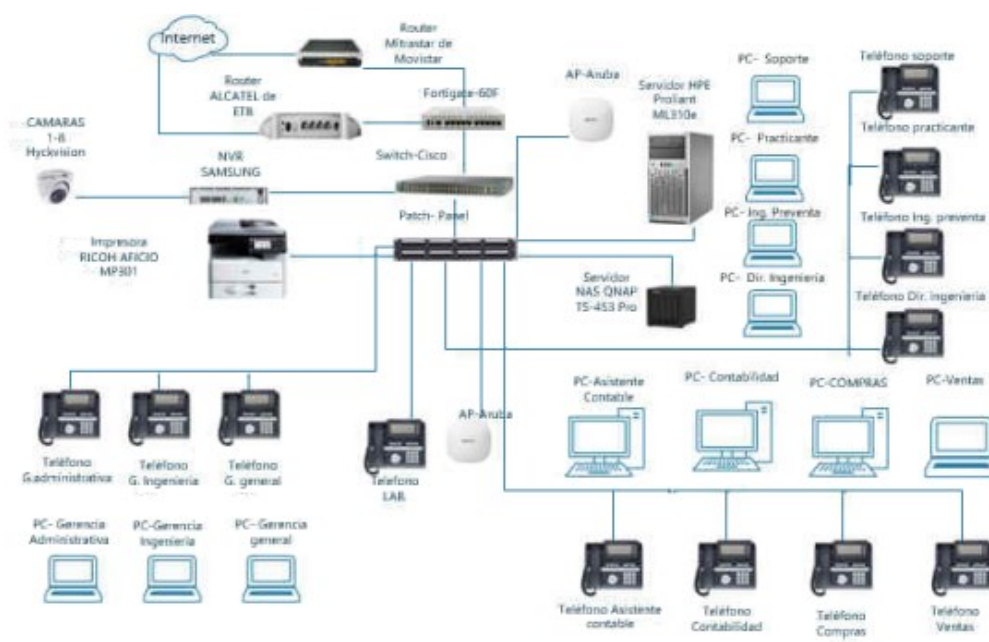 Internet
Router
Mitrastar de
Movistar
Router
ALCATEL de
ETB
Fortigate-60F
AP-Aruba
Servidor HPE
Proliant
ML310e
PC- Soporte
Teléfono soporte
CAMARAS
1-8
Hyckvision
NVR
SAMSUNG
Switch-Cisco
PC- Practicante
Teléfono practicante
Patch- Panel
PC- Ing. Preventa
Teléfono Ing. preventa
Impresora
RICOH AFICIO
MP301
Servidor
NAS QNAP
TS-453 Pro
PC- Dir. Ingeniería
Teléfono Dir. Ingenieria
PC-Asistente
Contable
PC- Contabilidad
PC-COMPRAS
PC-Ventas
Teléfono
G.administrativa
Teléfono
G. Ingenieria
Teléfono
G. general
Telefono
LAB
AP-Aruba
PC- Gerencia
Administrativa
PC-Gerencia
Ingeniería
PC- Gerencia
general
Teléfono Asistente
contable
Teléfono
Contabilidad
Teléfono
Compras
Teléfono
Ventas